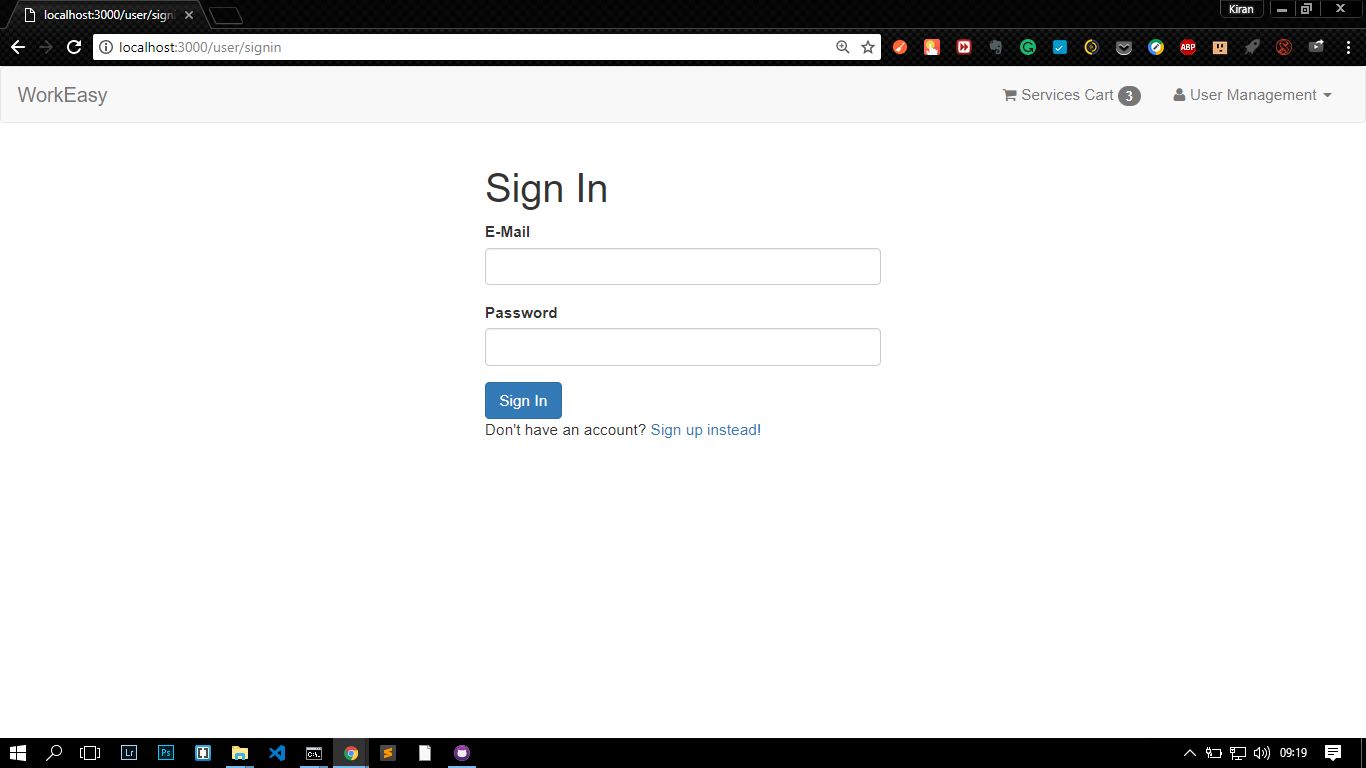 localhost:3000/user/sign
Kiran
localhost:3000/user/signin
ABP
WorkEasy
Services Cart 3
User Management
Sign In
E-Mail
Password
Sign In
Don't have an account? Sign up instead!
Lr
Ps
C:\.
09:19